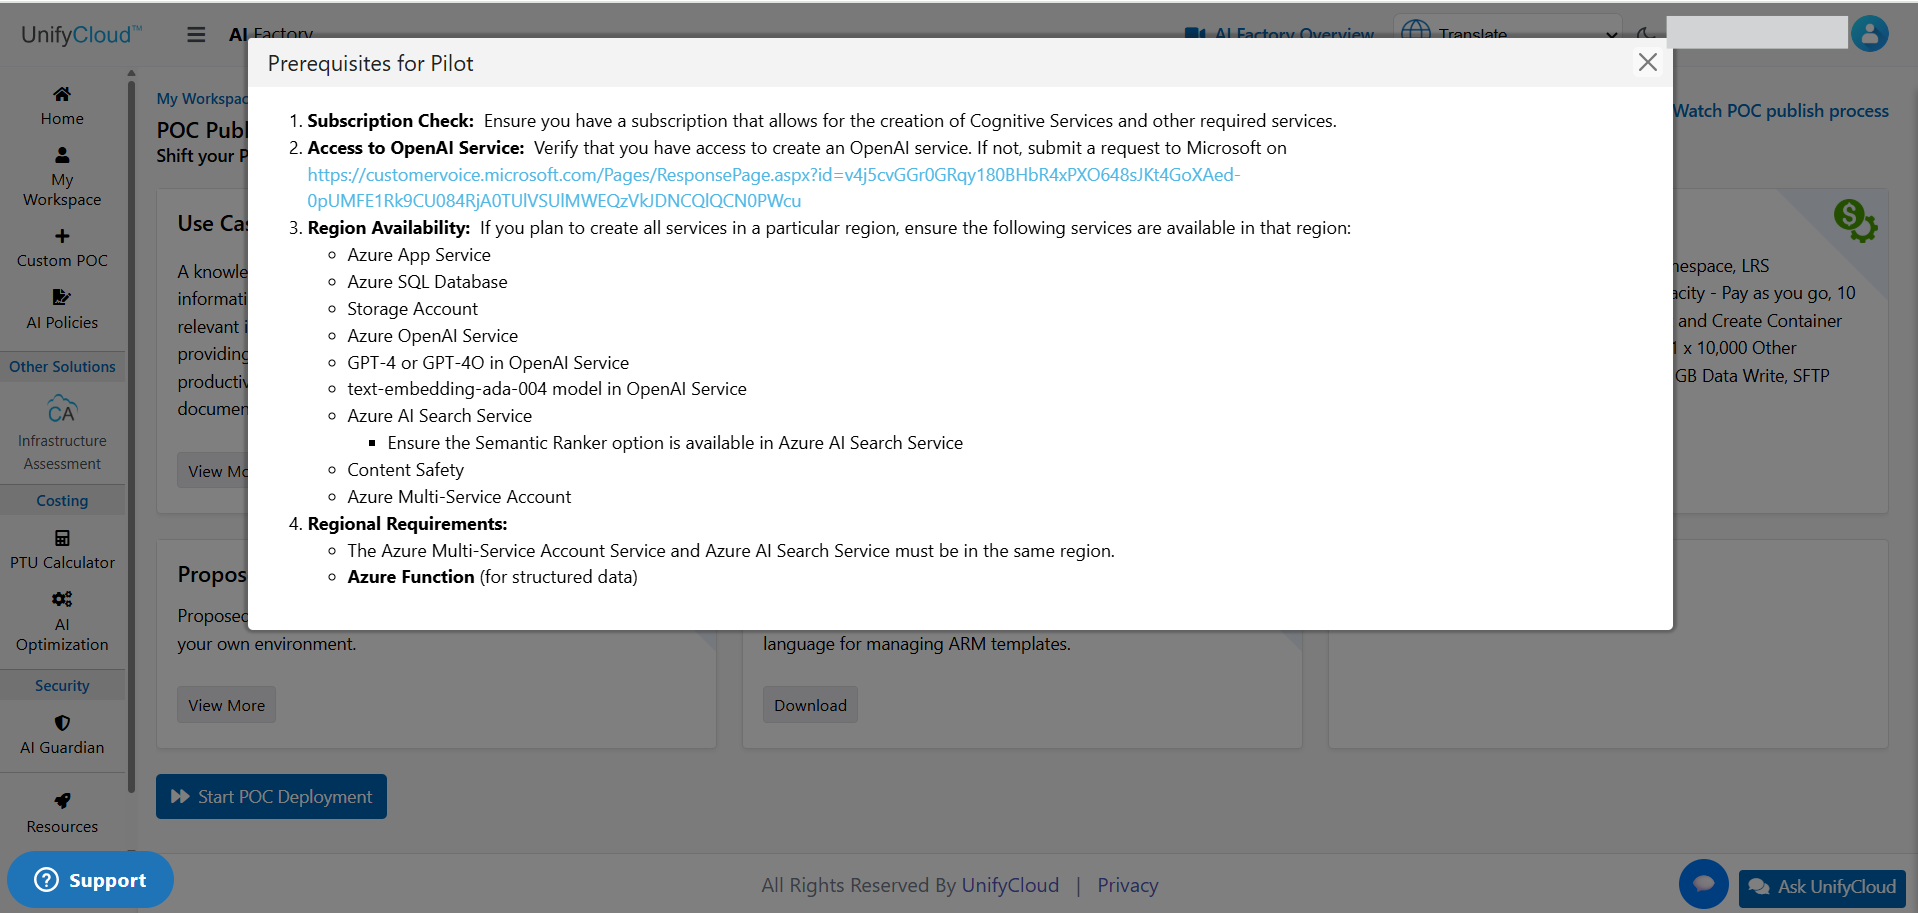 UnifyCloud™
AI Factory
AI Factory Overview
Translate
Prerequisites for Pilot
1. Subscription Check: Ensure you have a subscription that allows for the creation of Cognitive Services and other required services.
2. Access to OpenAI Service: Verify that you have access to create an OpenAI service. If not, submit a request to Microsoft on
https://customervoice.microsoft.com/Pages/ResponsePage.aspx?id=v4j5cvGGr0GRqy180BHbR4xPXO648sJKt4GoXAed-
0pUMFE1Rk9CU084RjA0TUlVSUlMWEQzVkJDNCQlQCN0PWcu
3. Region Availability: If you plan to create all services in a particular region, ensure the following services are available in that region:
Azure App Service
Azure SQL Database
Storage Account
Azure OpenAI Service
GPT-4 or GPT-4O in OpenAI Service
text-embedding-ada-004 model in OpenAI Service
Azure AI Search Service
Ensure the Semantic Ranker option is available in Azure AI Search Service
Content Safety
Azure Multi-Service Account
4. Regional Requirements:
The Azure Multi-Service Account Service and Azure AI Search Service must be in the same region.
Azure Function (for structured data)
Home
My
Workspace
Custom POC
AI Policies
Other Solutions
CA
Infrastructure
Assessment
Costing
PTU Calculator
AI
Optimization
Security
AI Guardian
Resources
Support
My Workspac
POC Publ
Shift your P
Watch POC publish process
Use Cas
A knowle
informati
relevant i
providing
productiv
documen
View Mo
espace, LRS
acity - Pay as you go, 10
and Create Container
1 x 10,000 Other
GB Data Write, SFTP
Propos
Proposed
your own environment.
View More
language for managing ARM templates.
Download
Start POC Deployment
All Rights Reserved By UnifyCloud | Privacy
Ask UnifyCloud